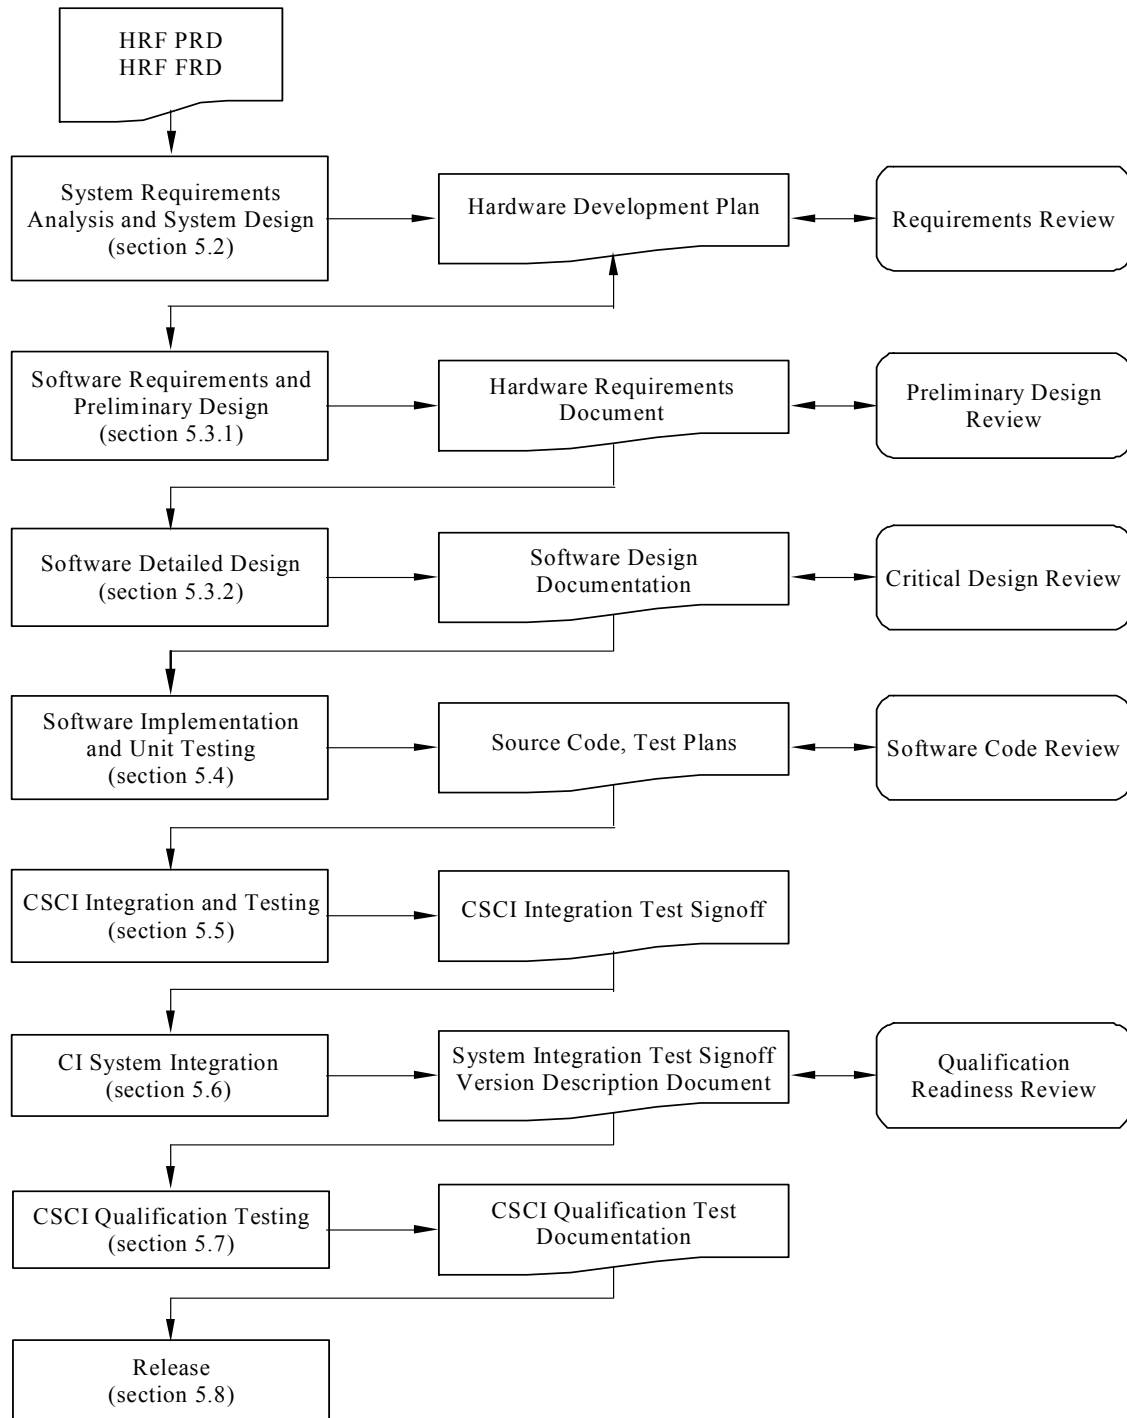 HRF PRD
HRF FRD
System Requirements
Analysis and System Design
(section 5.2)
Hardware Development Plan
Requirements Review
Software Requirements and
Preliminary Design
(section 5.3.1)
Hardware Requirements
Document
Preliminary Design
Review
Software Detailed Design
(section 5.3.2)
Software Design
Documentation
Critical Design Review
Software Implementation
and Unit Testing
(section 5.4)
Source Code, Test Plans
Software Code Review
CSCI Integration and Testing
(section 5.5)
CSCI Integration Test Signoff
CI System Integration
(section 5.6)
System Integration Test Signoff
Version Description Document
Qualification
Readiness Review
CSCI Qualification Testing
(section 5.7)
CSCI Qualification Test
Documentation
Release
(section 5.8)